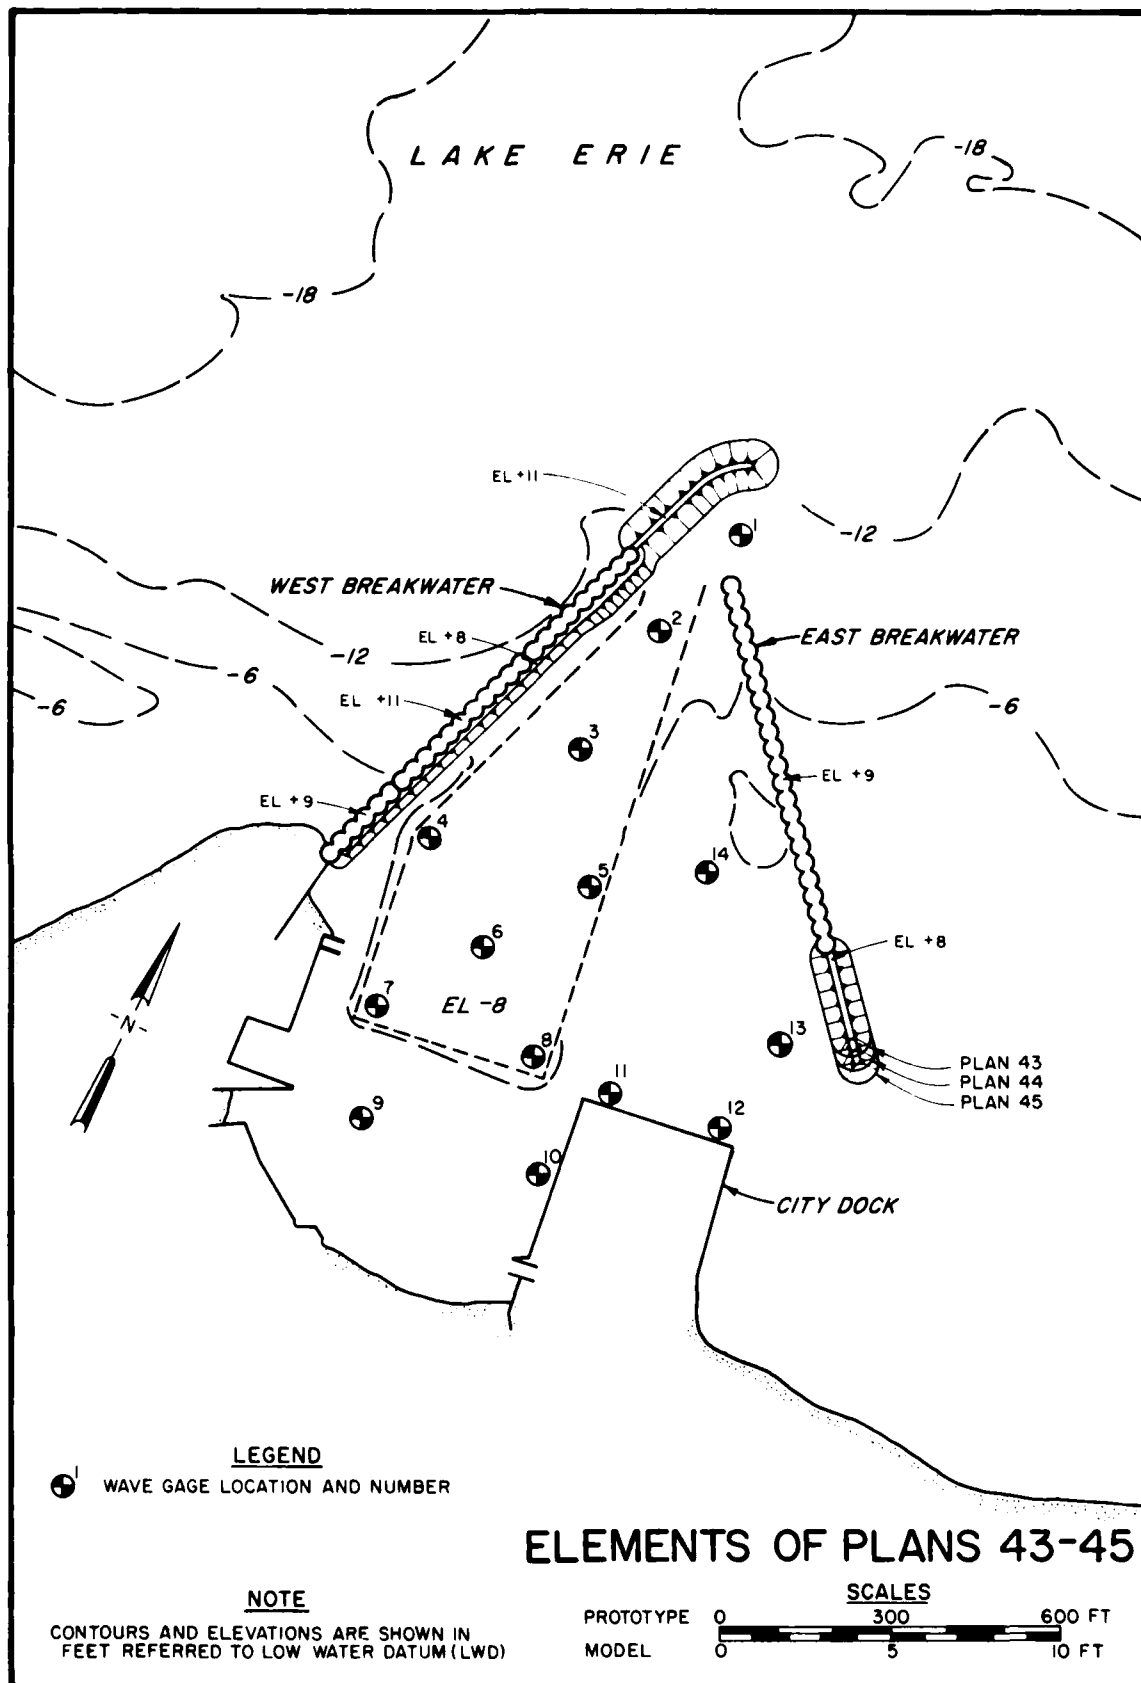 LAKE ERIE
-18
-18
EL +11
1
-12
WEST BREAKWATER
2
EAST BREAKWATER
EL +8
-12
-6
EL +11
-6
-6
3
EL +9
EL +9
4
14
5
EL +8
6
7
EL -8
8
13
PLAN 43
PLAN 44
PLAN 45
-N-
11
9
12
10
CITY DOCK
LEGEND
1 WAVE GAGE LOCATION AND NUMBER
ELEMENTS OF PLANS 43-45
NOTE
CONTOURS AND ELEVATIONS ARE SHOWN IN
FEET REFERRED TO LOW WATER DATUM (LWD)
SCALES
PROTOTYPE 0 300 600 FT
MODEL 0 5 10 FT